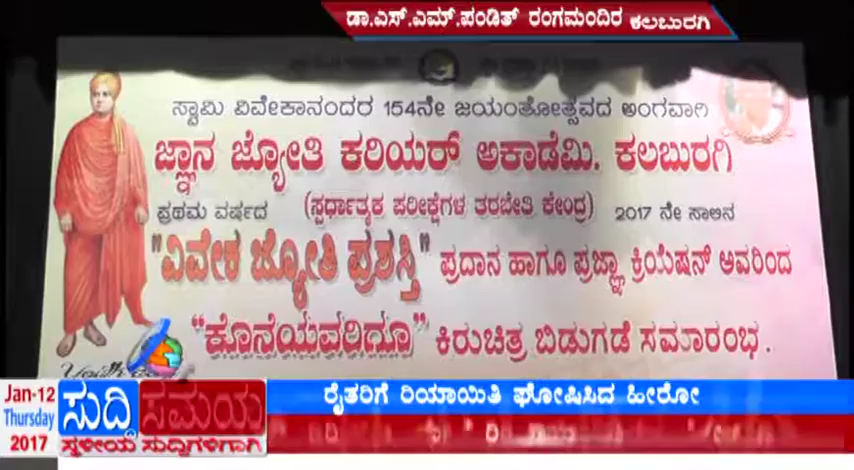 ಡಾ.ಎಸ್.ಎಮ್.ಪಂಡಿತ್ ರಂಗಮಂದಿರ ಕಲಬುರಗಿ
ಸ್ವಾಮಿ ವಿವೇಕಾನಂದರ 154ನೇ ಜಯಂತೋತ್ಸವದ ಅಂಗವಾಗಿ
ಜ್ಞಾನ ಜ್ಯೋತಿ ಕರಿಯರ್ ಅಕಾಡೆಮಿ. ಕಲಬುರಗಿ
ಪ್ರಥಮ ವರ್ಷದ (ಸ್ಪರ್ಧಾತ್ಮಕ ಪರೀಕ್ಷೆಗಳ ತರಬೇತಿ ಕೇಂದ್ರ) 2017 ನೇ ಸಾಲಿನ
"ವಿವೇಕ ಜ್ಯೋತಿ ಪ್ರಶಸ್ತಿ" ಪ್ರದಾನ ಹಾಗೂ ಪ್ರಜ್ಞಾ ಕ್ರಿಯೆಷನ್ ಅವರಿಂದ
"ಕೊನೆಯವರಿಗೂ" ಕಿರುಚಿತ್ರ ಬಿಡುಗಡೆ ಸಮಾರಂಭ.
Jan-12
Thursday
2017
ಸುದ್ದಿ ಸಮಯ
ಸ್ಥಳೀಯ ಸುದ್ದಿಗಳಿಗಾಗಿ
ರೈತರಿಗೆ ರಿಯಾಯಿತಿ ಘೋಷಿಸಿದ ಹೀರೋ